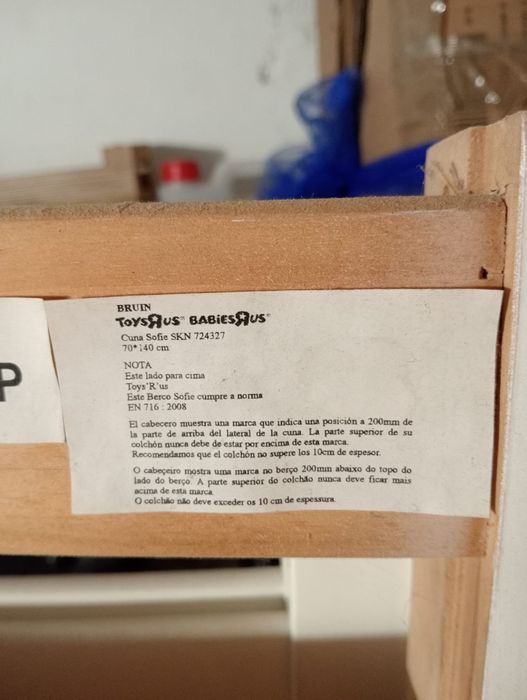 P
BRUIN
TOYSRUS™ BABIESRUS®
Cuna Sofie SKN 724327
70*140 cm
NOTA
Este lado para cima
Toys'R'us
Este Berco Sofie cumpre a norma
EN 716 : 2008
El cabecero muestra una marca que indica una posición a 200mm de
la parte de arriba del lateral de la cuna. La parte superior de su
colchón nunca debe de estar por encima de esta marca.
Recomendamos que el colchón no supere los 10cm de espesor.
O cabeçeiro mostra uma marca no berço 200mm abaixo do topo do
lado do berço. A parte superior do colchão nunca deve ficar mais
acima de esta marca.
O colchão não deve exceder os 10 cm de espessura.